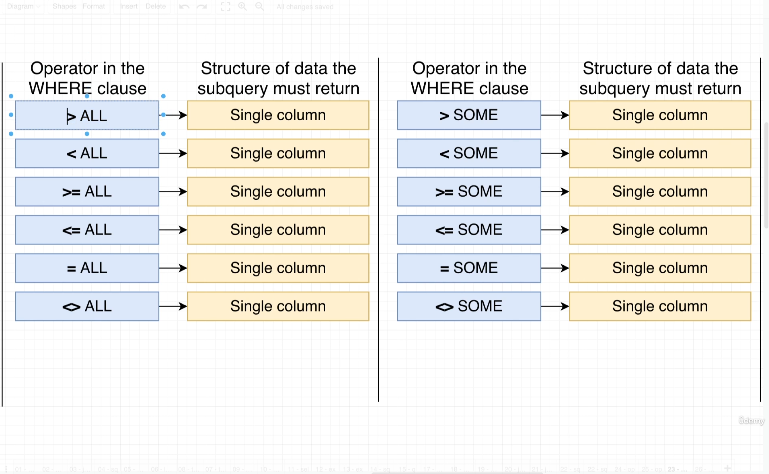 Diagram Shapes Format Insert Delete All changes saved
Operator in the
WHERE clause
Structure of data the
subquery must return
> ALL
Single column
< ALL
Single column
>= ALL
Single column
<= ALL
Single column
= ALL
Single column
<> ALL
Single column
Operator in the
WHERE clause
Structure of data the
subquery must return
> SOME
Single column
< SOME
Single column
>= SOME
Single column
<= SOME
Single column
= SOME
Single column
<> SOME
Single column
Udemy